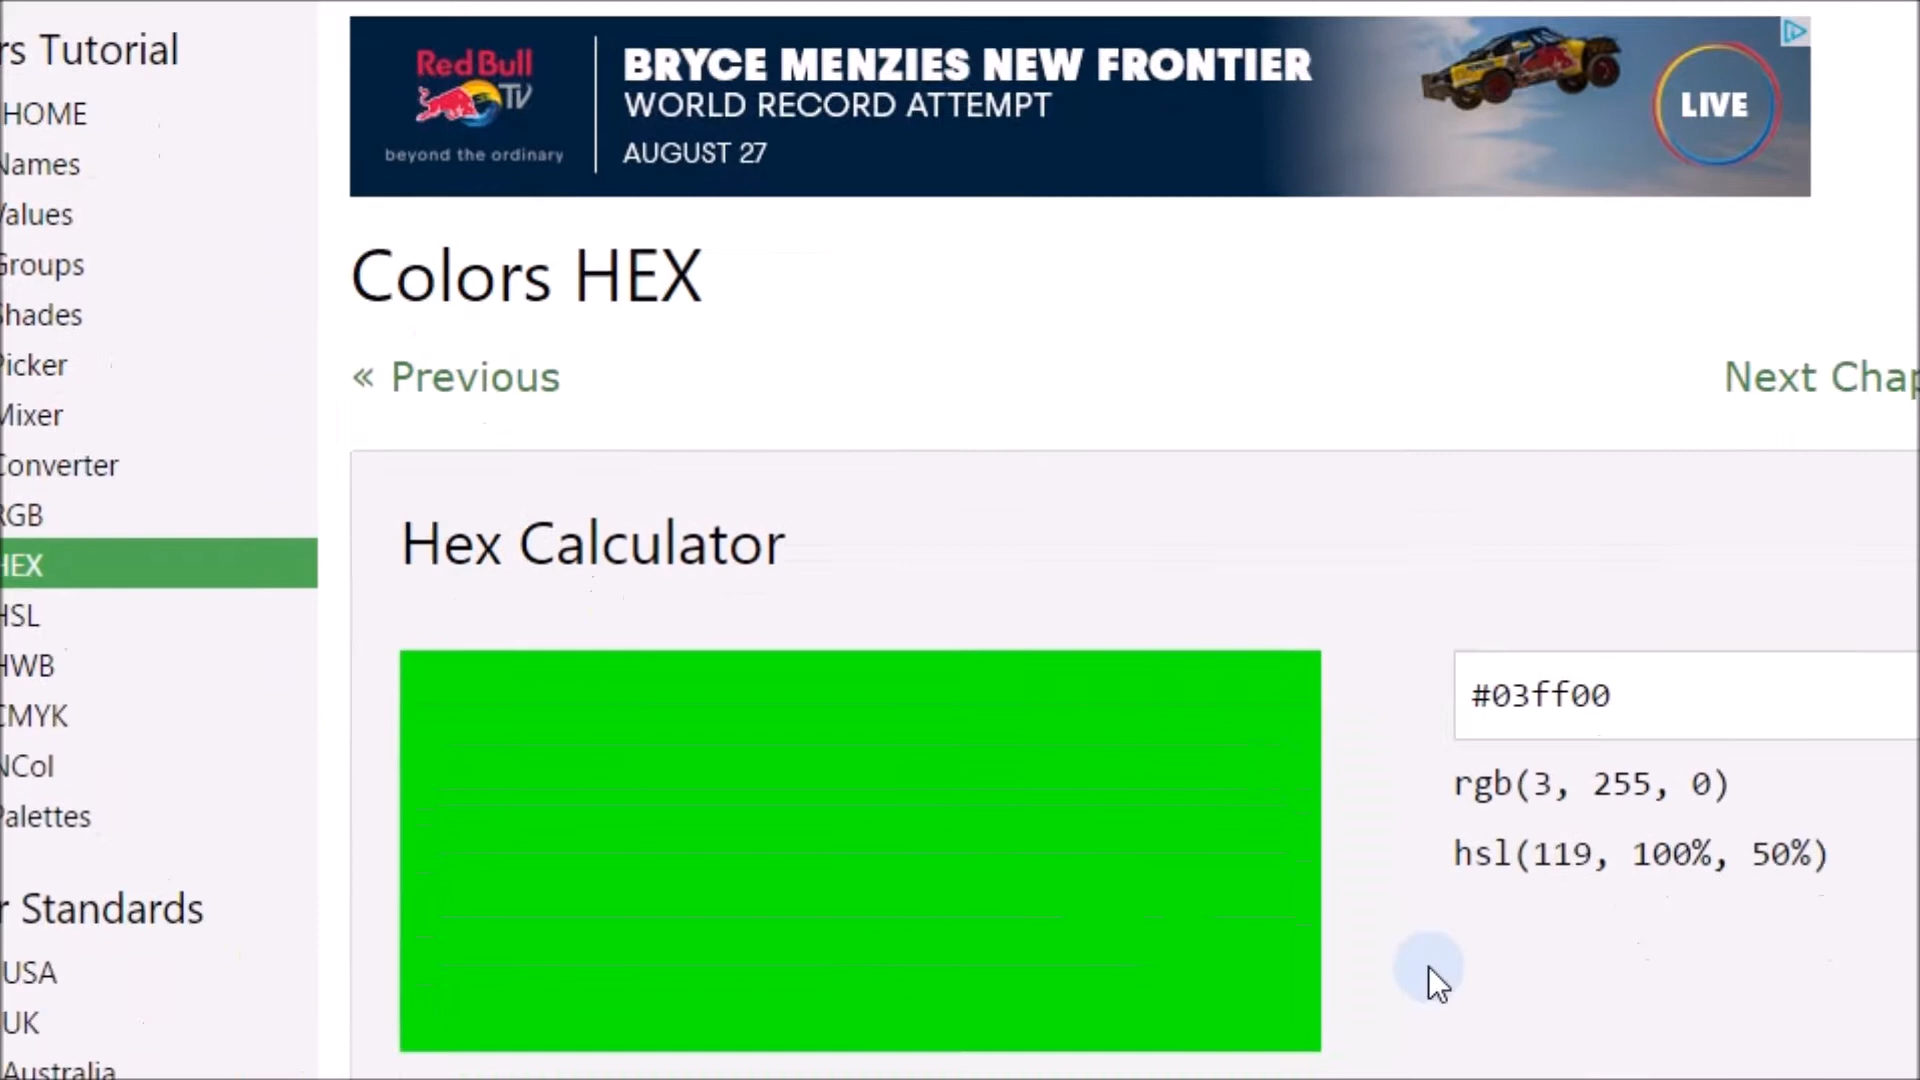 rs Tutorial
HOME
Names
Values
Groups
Shades
Picker
Mixer
Converter
RGB
HEX
HSL
HWB
CMYK
NCol
Palettes
r Standards
USA
UK
Australia
Red Bull
TV
beyond the ordinary
BRYCE MENZIES NEW FRONTIER
WORLD RECORD ATTEMPT
AUGUST 27
LIVE
Colors HEX
« Previous
Next Chap
Hex Calculator
#03ff00
rgb(3, 255, 0)
hsl(119, 100%, 50%)